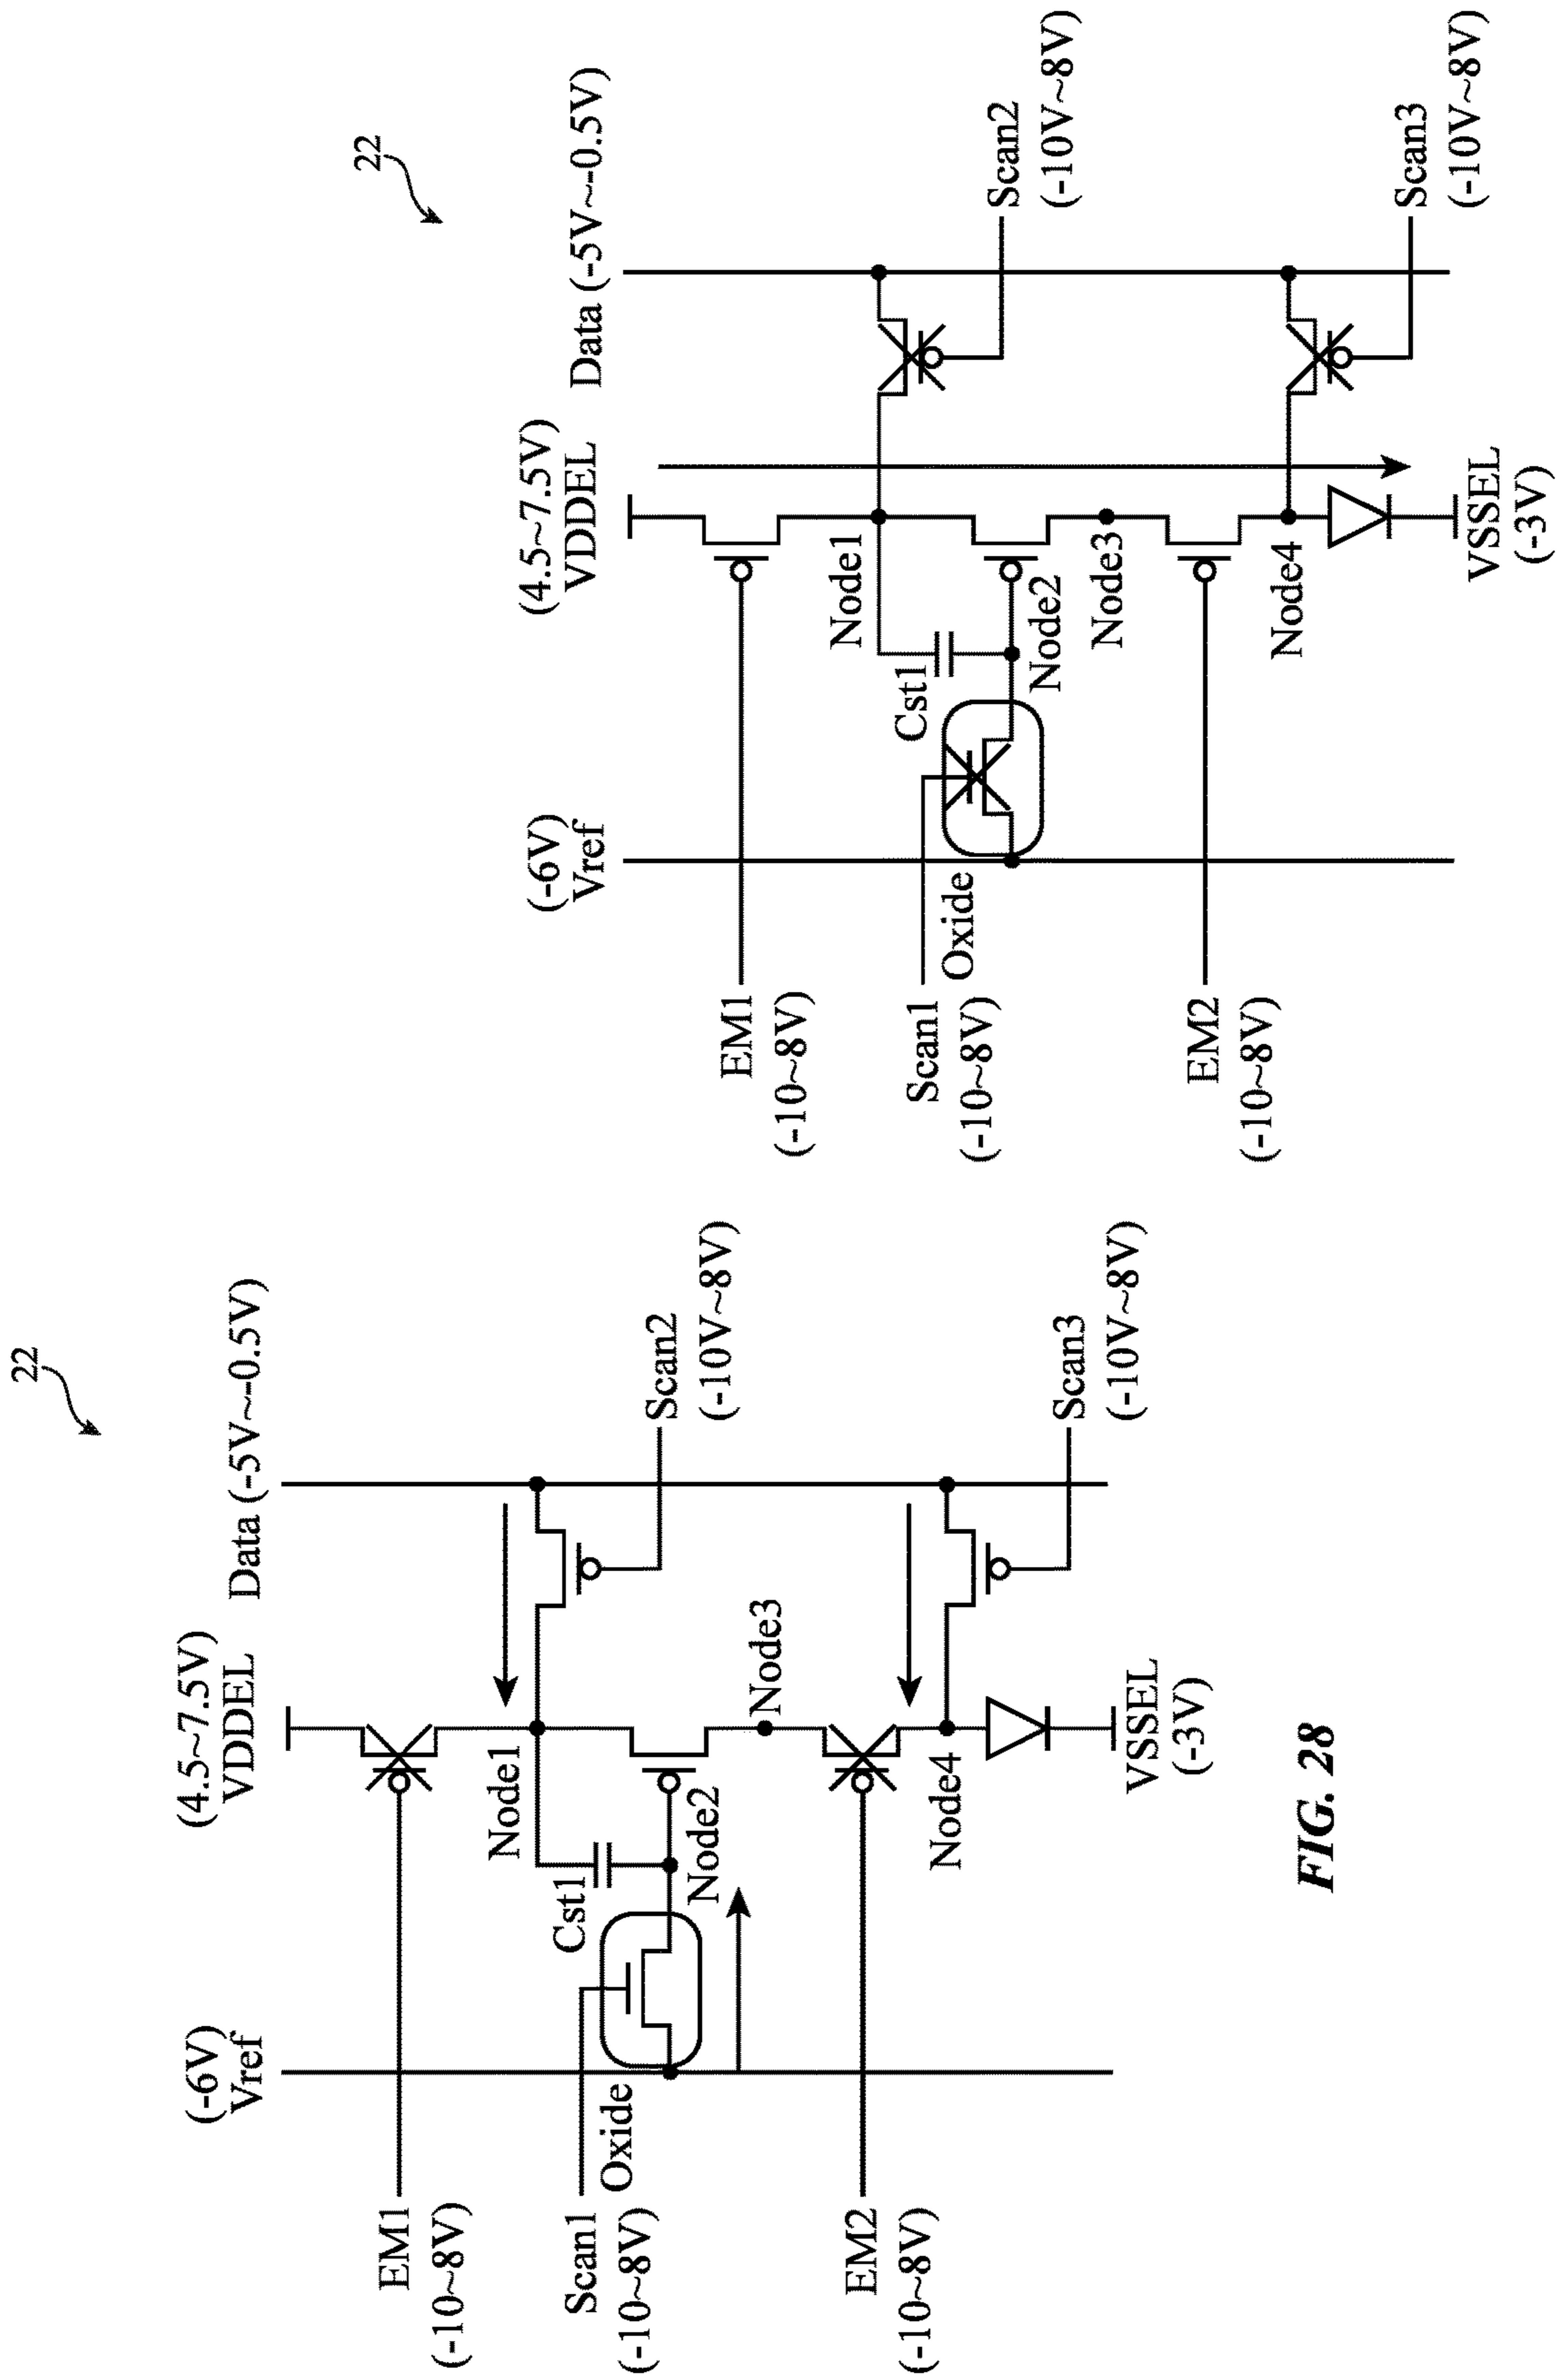 22
(-6V)
Vref
(4.5~7.5V)
VDDEL
Data (-5V~-0.5V)
EM1
(-10~8V)
Node1
Cst1
Scan1
(-10~8V)
Oxide
Node2
Scan2
(-10V~8V)
Node3
EM2
(-10~8V)
Node4
Scan3
(-10V~8V)
VSSEL
(-3V)
22
(-6V)
Vref
(4.5~7.5V)
VDDEL
Data (-5V~-0.5V)
EM1
(-10~8V)
Node1
Cst1
Scan1
(-10~8V)
Oxide
Node2
Scan2
(-10V~8V)
Node3
EM2
(-10~8V)
Node4
Scan3
(-10V~8V)
VSSEL
(-3V)
FIG. 28